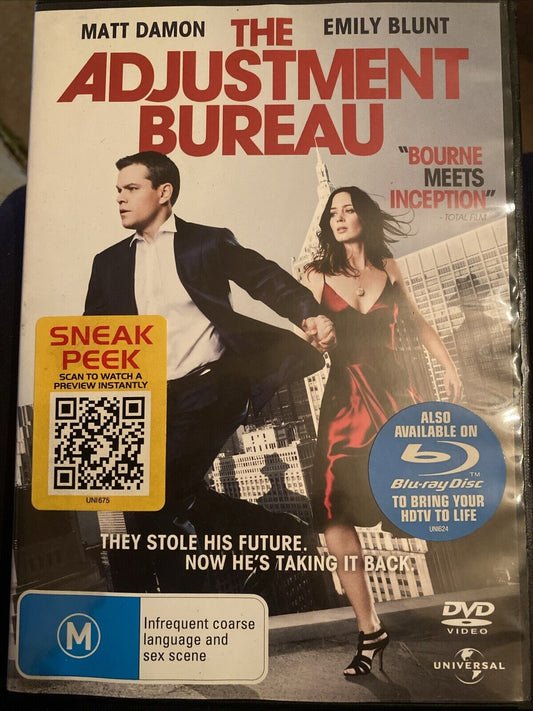 MATT DAMON
EMILY BLUNT
THE
ADJUSTMENT
BUREAU
"BOURNE
MEETS
INCEPTION"
- TOTAL FILM
SNEAK
PEEK
SCAN TO WATCH A
PREVIEW INSTANTLY
UNI675
ALSO
AVAILABLE ON
Blu-ray Disc™
TO BRING YOUR
HDTV TO LIFE
UNI624
THEY STOLE HIS FUTURE.
NOW HE'S TAKING IT BACK.
M
Infrequent coarse
language and
sex scene
DVD
VIDEO
UNIVERSAL